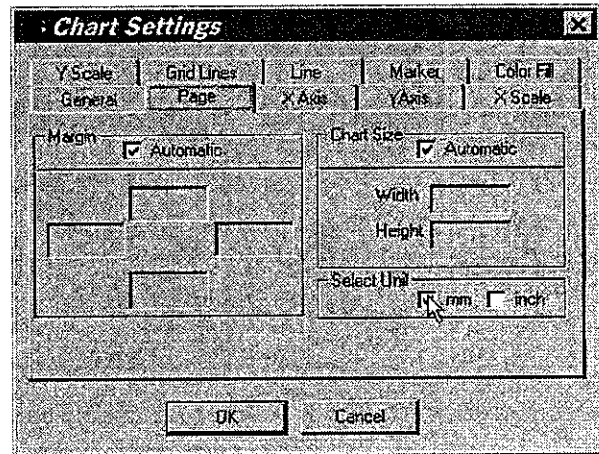 Chart Settings
Y Scale Grid Lines Line Marker Color Fill
General Page X Axis Y Axis X Scale
Margin
Automatic
Chart Size
Automatic
Width
Height
Select Unit
mm inch
OK Cancel